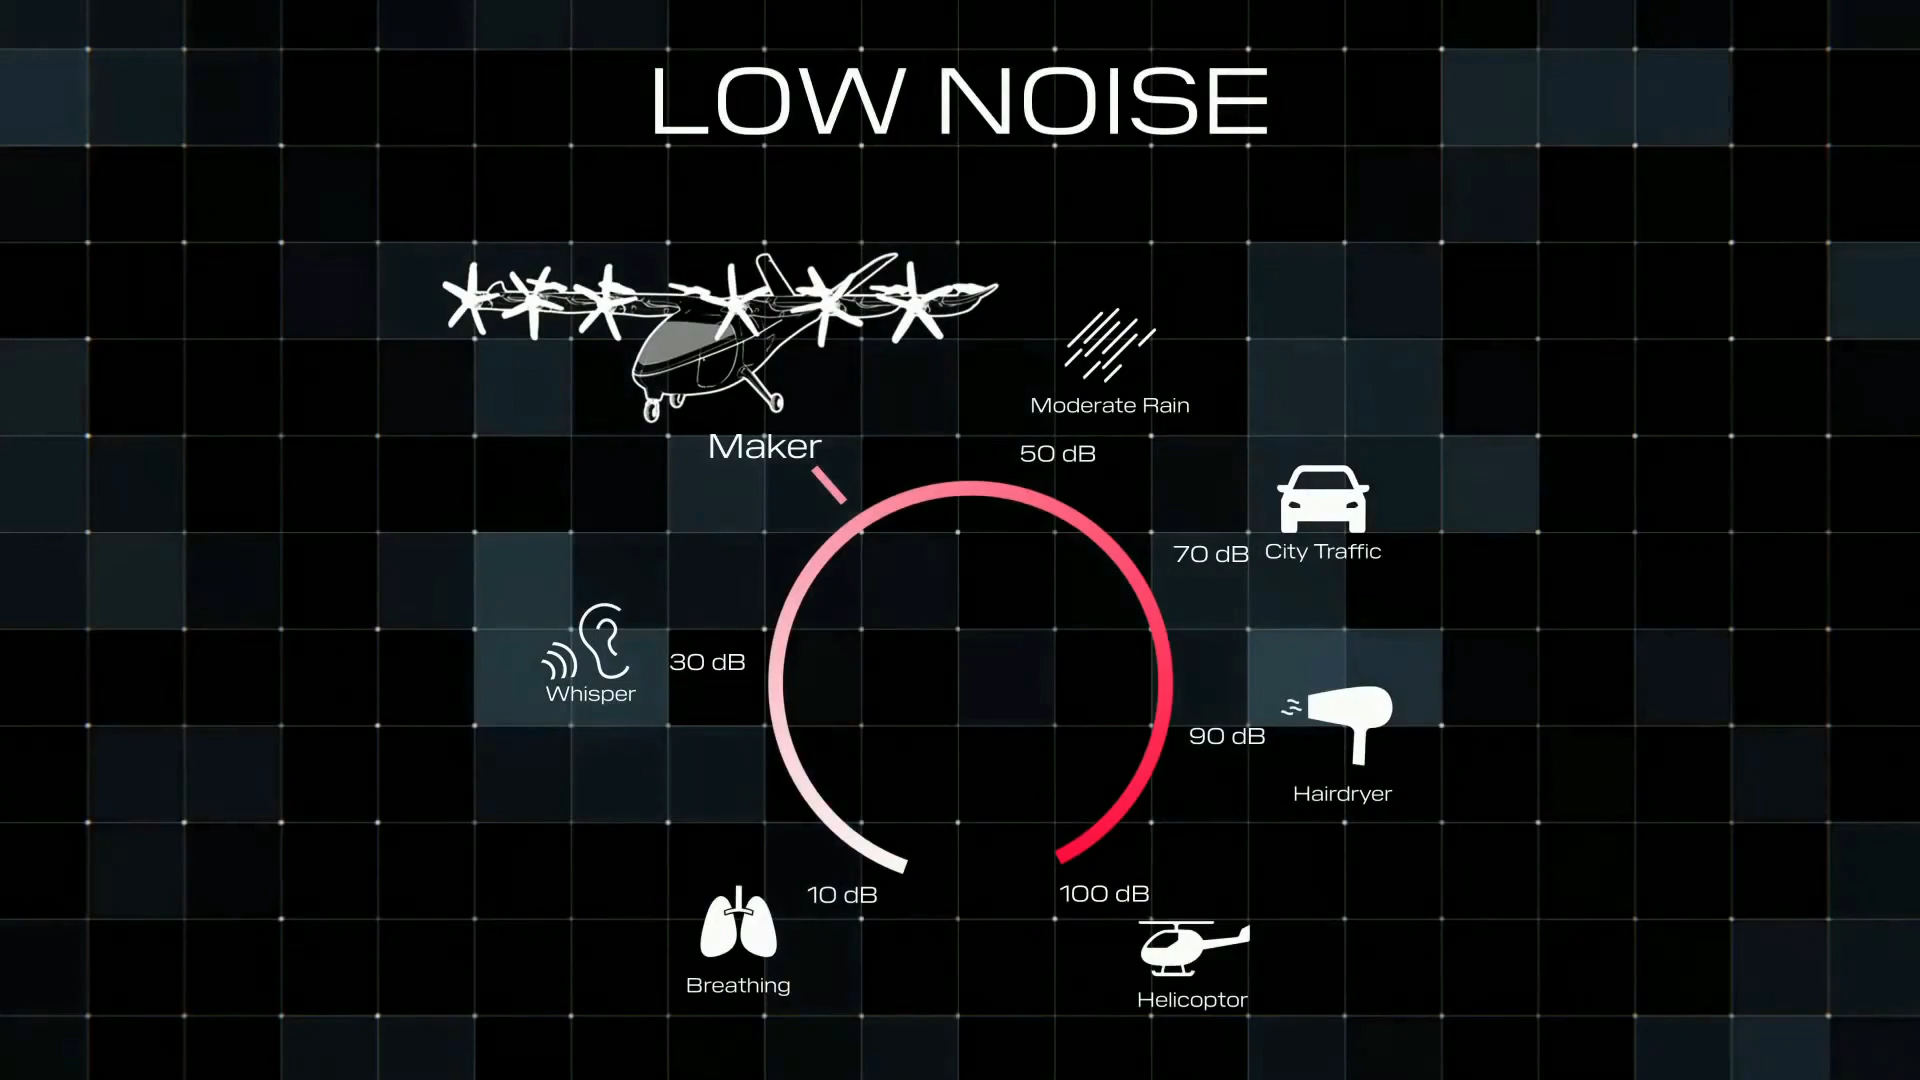 LOW NOISE
Moderate Rain
Maker
50 dB
70 dB City Traffic
30 dB
Whisper
90 dB
Hairdryer
10 dB
100 dB
Breathing
Helicoptor